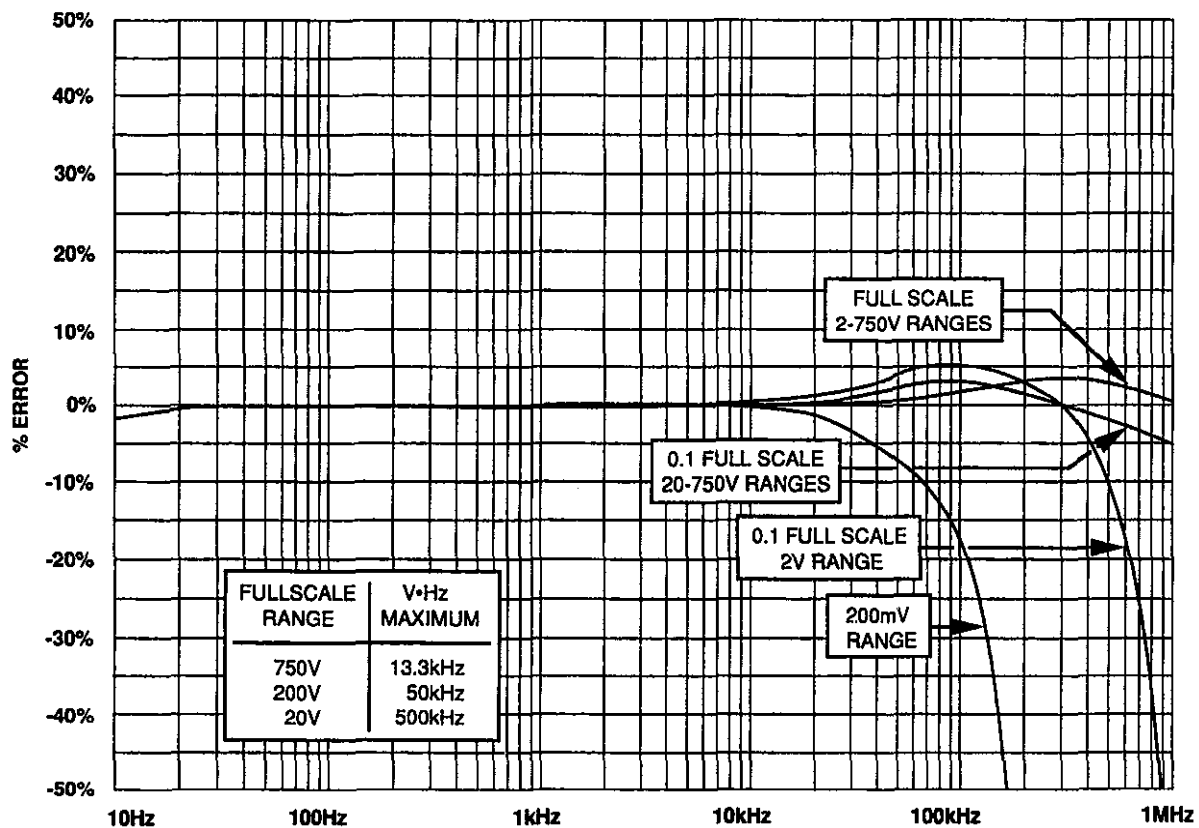 50%
40%
30%
20%
10%
0%
-10%
-20%
-30%
-40%
-50%
% ERROR
FULL SCALE
2-750V RANGES
0.1 FULL SCALE
20-750V RANGES
0.1 FULL SCALE
2V RANGE
200mV
RANGE
FULLSCALE RANGE V•Hz MAXIMUM
750V 13.3kHz
200V 50kHz
20V 500kHz
10Hz 100Hz 1kHz 10kHz 100kHz 1MHz